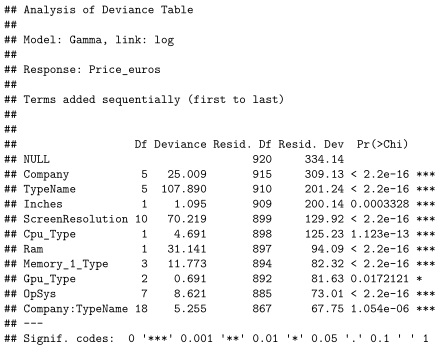 ## Analysis of Deviance Table
##
## Model: Gamma, link: log
##
## Response: Price_euros
##
## Terms added sequentially (first to last)
##
##
##                  Df Deviance Resid. Df Resid. Dev  Pr(>Chi)
## NULL                               920     334.14
## Company           5   25.009       915     309.13 < 2.2e-16 ***
## TypeName          5  107.890       910     201.24 < 2.2e-16 ***
## Inches            1    1.095       909     200.14 0.0003328 ***
## ScreenResolution 10   70.219       899     129.92 < 2.2e-16 ***
## Cpu_Type          1    4.691       898     125.23 1.123e-13 ***
## Ram               1   31.141       897      94.09 < 2.2e-16 ***
## Memory_1_Type     3   11.773       894      82.32 < 2.2e-16 ***
## Gpu_Type          2    0.691       892      81.63 0.0172121 *
## OpSys             7    8.621       885      73.01 < 2.2e-16 ***
## Company:TypeName 18    5.255       867      67.75 1.054e-06 ***
## ---
## Signif. codes:  0 '***' 0.001 '**' 0.01 '*' 0.05 '.' 0.1 ' ' 1